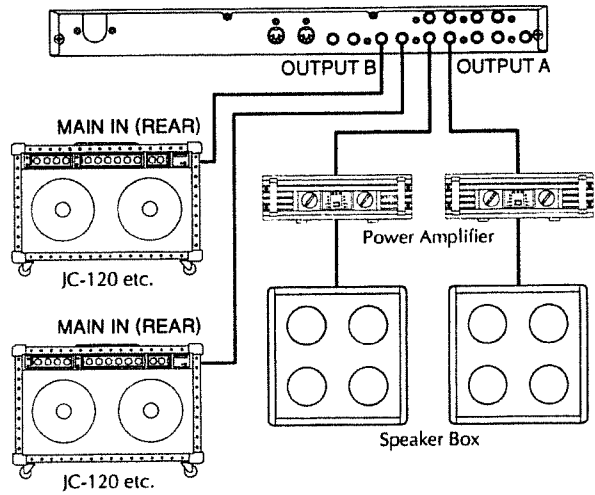 OUTPUT B
OUTPUT A
MAIN IN (REAR)
JC-120 etc.
Power Amplifier
MAIN IN (REAR)
JC-120 etc.
Speaker Box